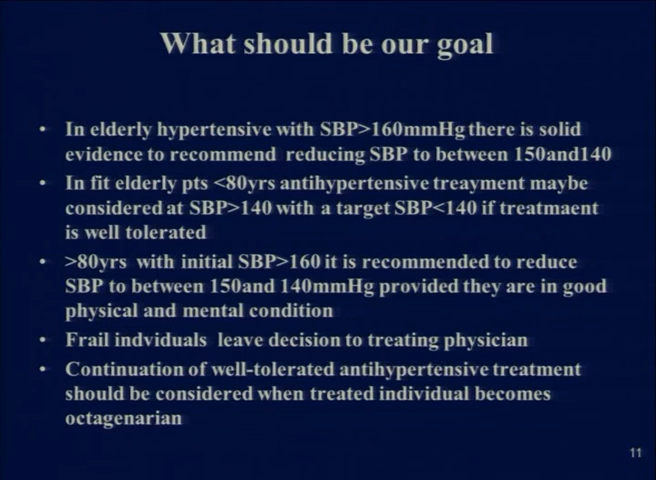 What should be our goal
• In elderly hypertensive with SBP>160mmHg there is solid
evidence to recommend reducing SBP to between 150and140
• In fit elderly pts <80yrs antihypertensive treayment maybe
considered at SBP>140 with a target SBP<140 if treatmaent
is well tolerated
• >80yrs with initial SBP>160 it is recommended to reduce
SBP to between 150and 140mmHg provided they are in good
physical and mental condition
• Frail indviduals leave decision to treating physician
• Continuation of well-tolerated antihypertensive treatment
should be considered when treated individual becomes
octagenarian
11